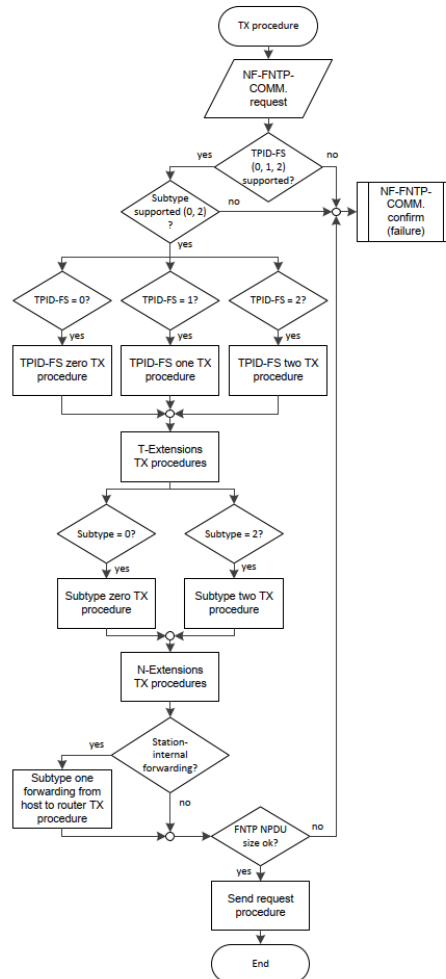 TX procedure
NF-FNTP-
COMM.
request
yes
TPID-FS
(0, 1, 2)
supported?
no
Subtype
supported (0, 2)
?
no
NF-FNTP-
COMM.
confirm
(failure)
yes
TPID-FS = 0?
TPID-FS = 1?
TPID-FS = 2?
yes
yes
yes
TPID-FS zero TX
procedure
TPID-FS one TX
procedure
TPID-FS two TX
procedure
T-Extensions
TX procedures
Subtype = 0?
Subtype = 2?
yes
yes
Subtype zero TX
procedure
Subtype two TX
procedure
N-Extensions
TX procedures
yes
Station-
internal
forwarding?
Subtype one
forwarding from
host to router TX
procedure
no
FNTP NPDU
size ok?
no
yes
Send request
procedure
End